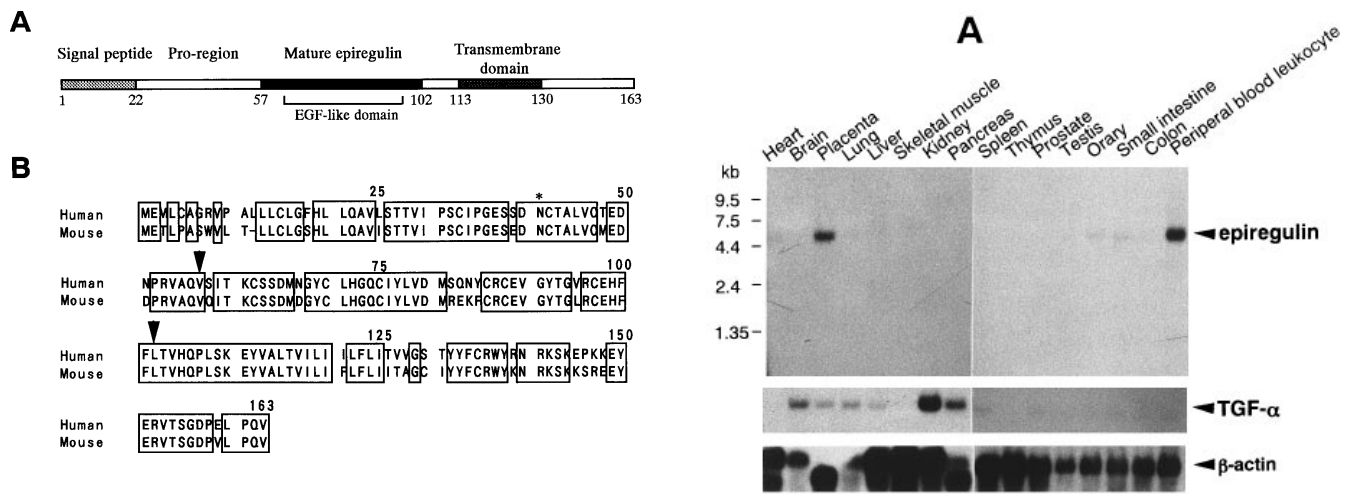 A
Signal peptide Pro-region Mature epiregulin Transmembrane domain
1 22 57 102 113 130 163
EGF-like domain
B
25 * 50
Human MEMLCAGRVP ALLLCLGFHL LQAVLSTTVI PSCIPGESSD NCTALVQTED
Mouse METLPASWVL T-LLCLGSHL LQAVLSTTVI PSCIPGESED NCTALVQMED
75 100
Human NPRVAQVSIT KCSSDMNGYC LHGQCIYLVD MSQNYCRCEV GYTGVRCEHF
Mouse DPRVAQVQIT KCSSDMDGYC LHGQCIYLVD MREKFCRCEV GYTGLRCEHF
125 150
Human FLTVHQPLSK EYVALTVILI ILFLITVVGS TYYFCRWYRN RKSKEPKKEY
Mouse FLTVHQPLSK EYVALTVILI FLFLIITAGC IYYFCRWYKN RKSKKSREEY
163
Human ERVTSGDPEL PQV
Mouse ERVTSGDPVL PQV
A
Heart
Brain
Placenta
Lung
Liver
Skeletal muscle
Kidney
Pancreas
Spleen
Thymus
Prostate
Testis
Orary
Small intestine
Colon
Periperal blood leukocyte
kb
9.5
7.5
4.4
2.4
1.35
epiregulin
TGF-α
β-actin